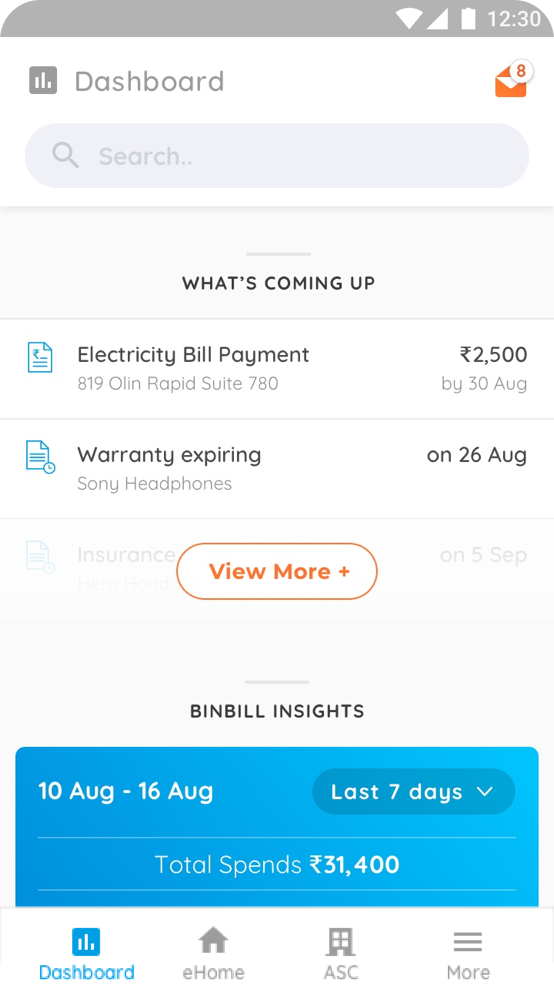 12:30
Dashboard
8
Search..
WHAT’S COMING UP
Electricity Bill Payment ₹2,500
819 Olin Rapid Suite 780 by 30 Aug
Warranty expiring on 26 Aug
Sony Headphones
Insurance on 5 Sep
Hero Honda
View More +
BINBILL INSIGHTS
10 Aug - 16 Aug Last 7 days
Total Spends ₹31,400
Dashboard eHome ASC More